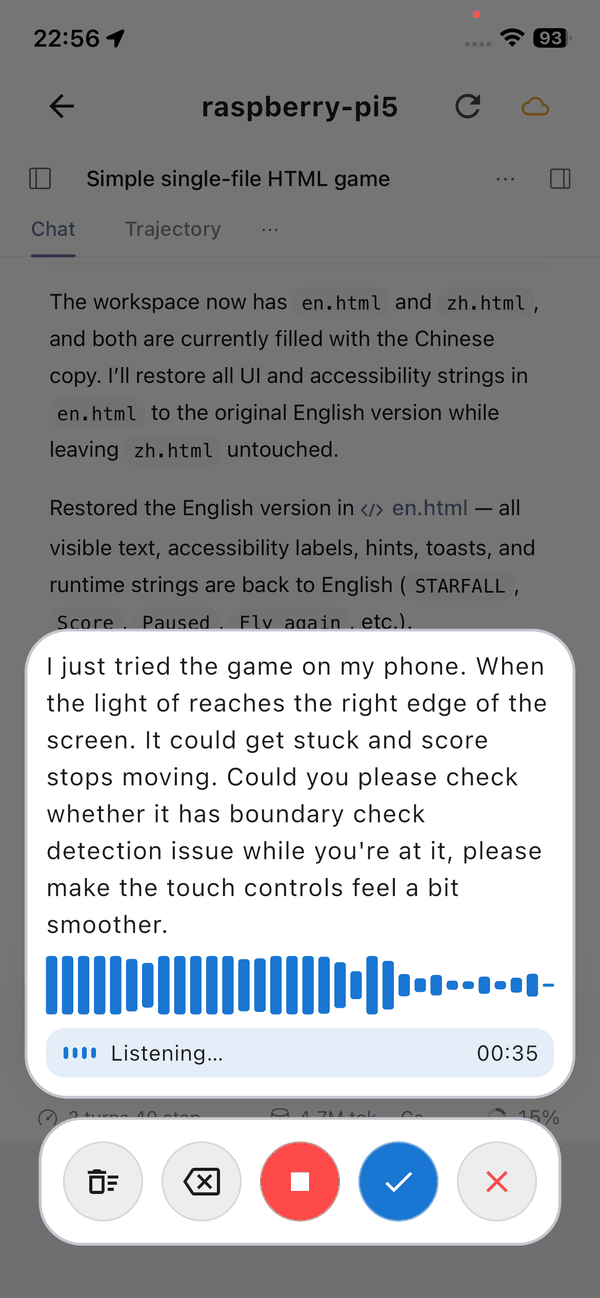 22:56
93
raspberry-pi5
Simple single-file HTML game
Chat Trajectory
The workspace now has en.html and zh.html,
and both are currently filled with the Chinese
copy. I'll restore all UI and accessibility strings in
en.html to the original English version while
leaving zh.html untouched.
Restored the English version in </> en.html — all
visible text, accessibility labels, hints, toasts, and
runtime strings are back to English ( STARFALL ,
Score , Paused , Fly again , etc.).
I just tried the game on my phone. When
the light of reaches the right edge of the
screen. It could get stuck and score
stops moving. Could you please check
whether it has boundary check
detection issue while you're at it, please
make the touch controls feel a bit
smoother.
Listening... 00:35
15%